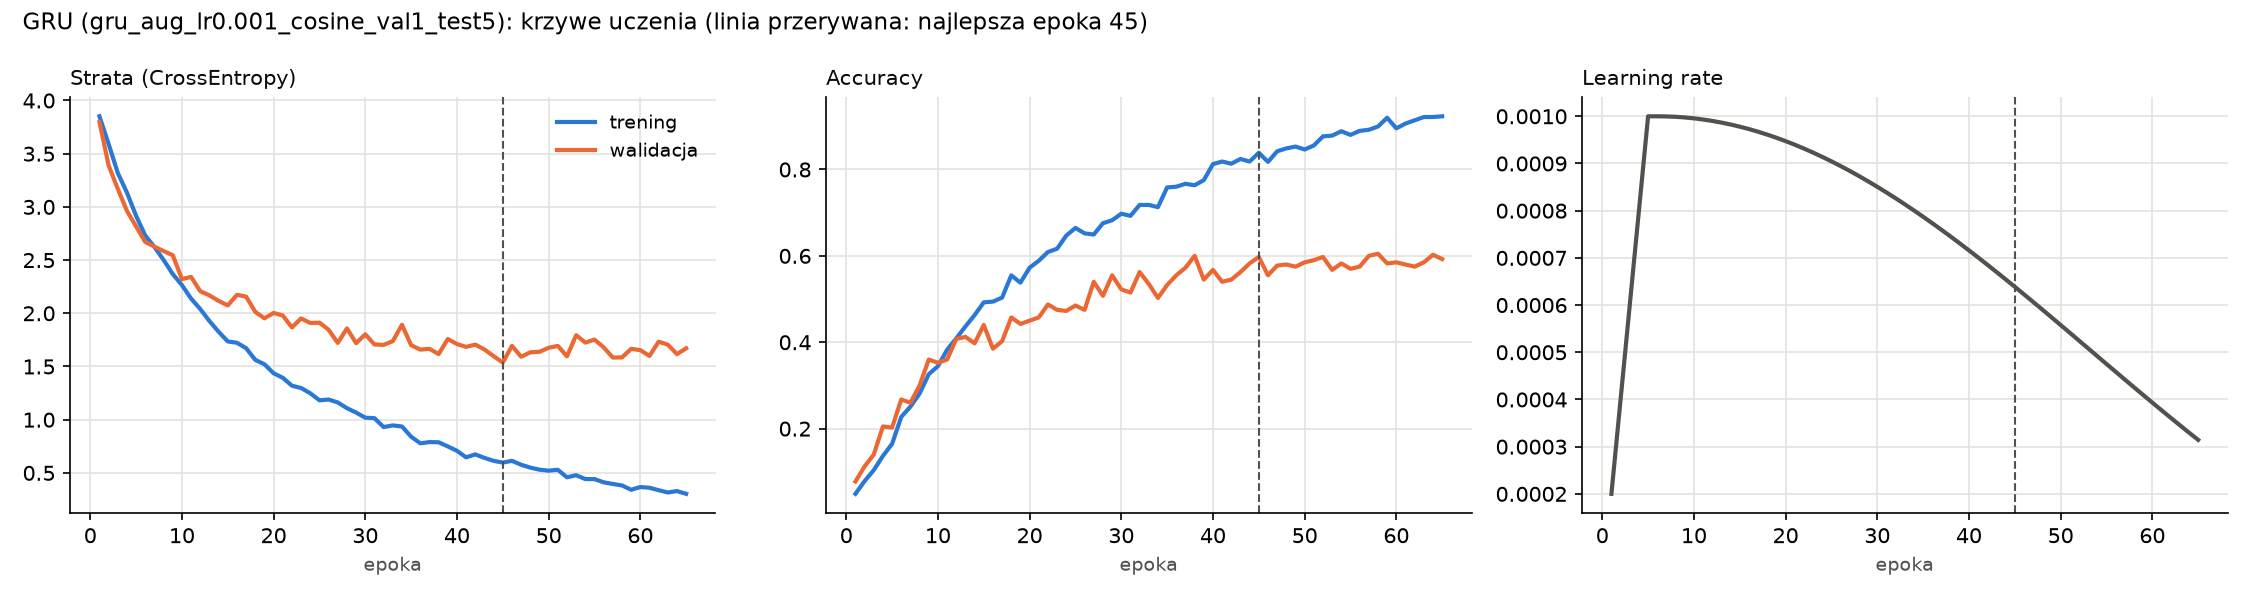 GRU (gru_aug_lr0.001_cosine_val1_test5): krzywe uczenia (linia przerywana: najlepsza epoka 45)
Strata (CrossEntropy)
4.0
3.5
3.0
2.5
2.0
1.5
1.0
0.5
trening
walidacja
0 10 20 30 40 50 60
epoka
Accuracy
0.8
0.6
0.4
0.2
0 10 20 30 40 50 60
epoka
Learning rate
0.0010
0.0009
0.0008
0.0007
0.0006
0.0005
0.0004
0.0003
0.0002
0 10 20 30 40 50 60
epoka